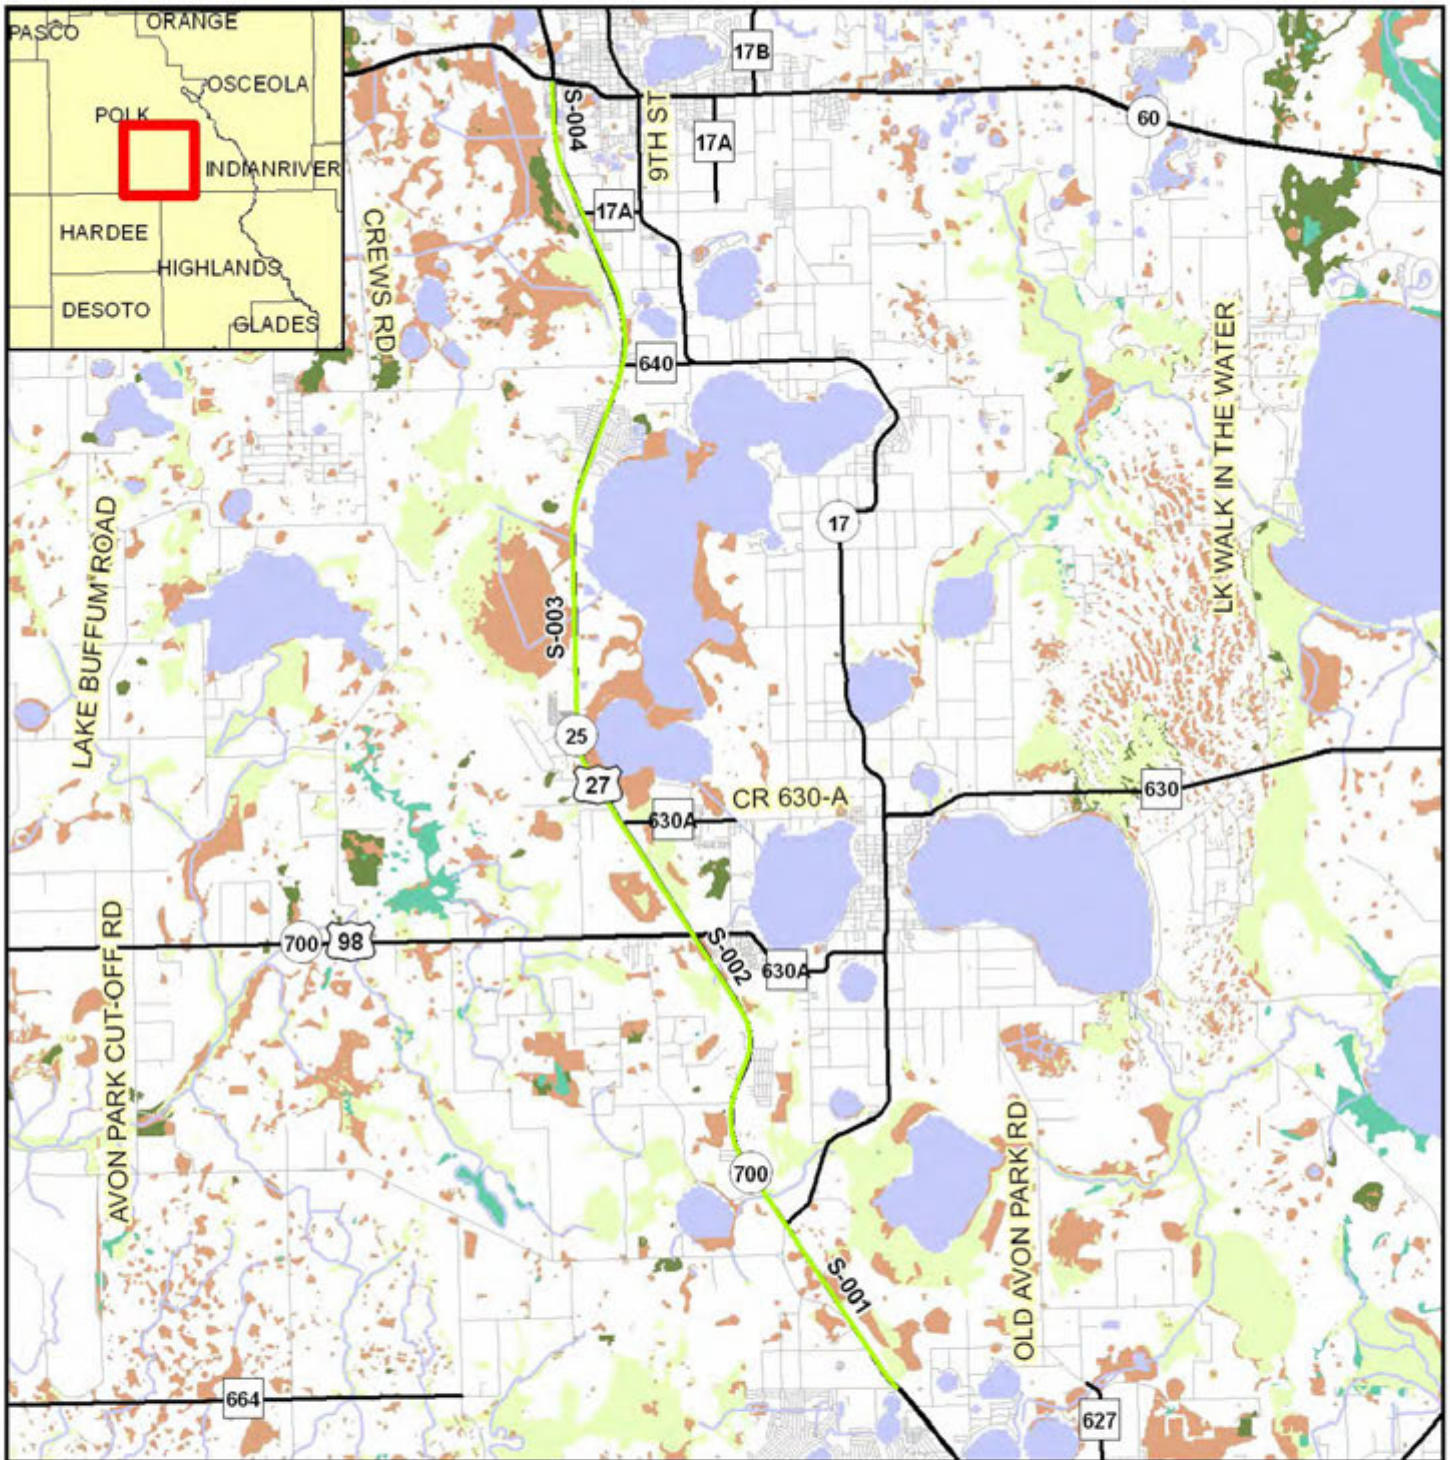 PASCO
ORANGE
OSCEOLA
POLK
INDIANRIVER
HARDEE
HIGHLANDS
DESOTO
GLADES
17B
S-004
9TH ST
17A
60
17A
CREWS RD
640
LK WALK IN THE WATER
17
LAKE BUFFUM ROAD
S-003
25
27
CR 630-A
630A
630
AVON PARK CUT-OFF RD
700
98
S-002
630A
700
OLD AVON PARK RD
S-001
664
627